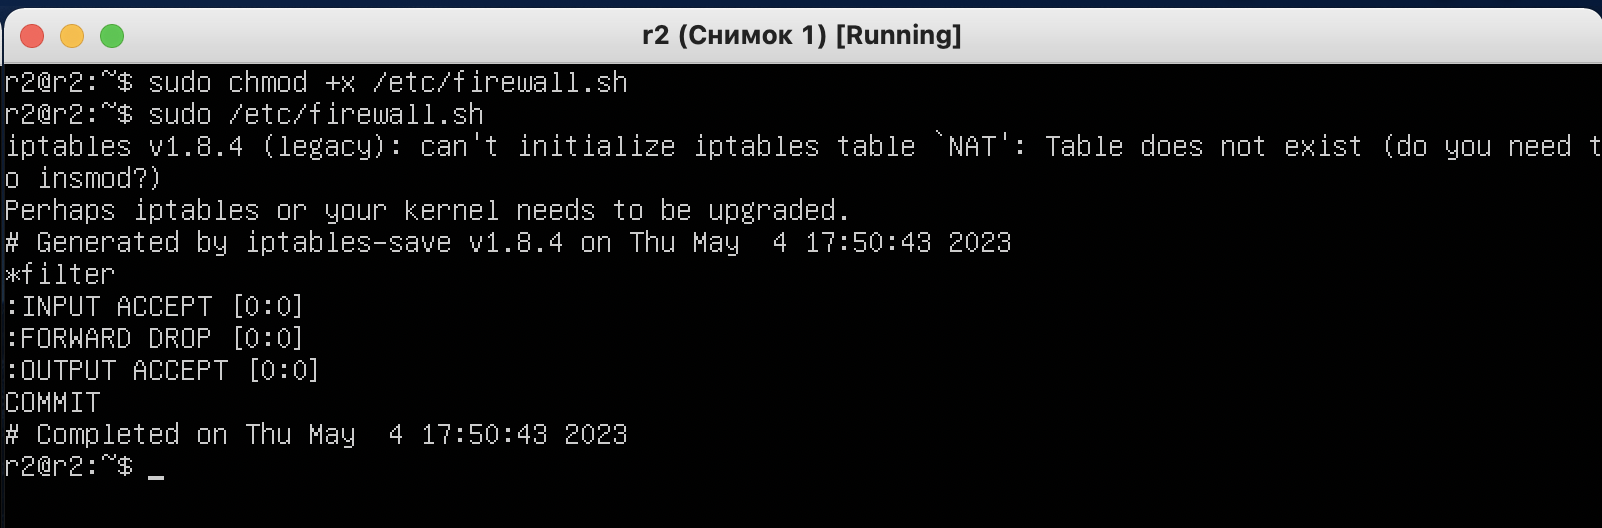 r2 (Снимок 1) [Running]
r2@r2:~$ sudo chmod +x /etc/firewall.sh
r2@r2:~$ sudo /etc/firewall.sh
iptables v1.8.4 (legacy): can't initialize iptables table `NAT': Table does not exist (do you need t
o insmod?)
Perhaps iptables or your kernel needs to be upgraded.
# Generated by iptables-save v1.8.4 on Thu May  4 17:50:43 2023
*filter
:INPUT ACCEPT [0:0]
:FORWARD DROP [0:0]
:OUTPUT ACCEPT [0:0]
COMMIT
# Completed on Thu May  4 17:50:43 2023
r2@r2:~$ _